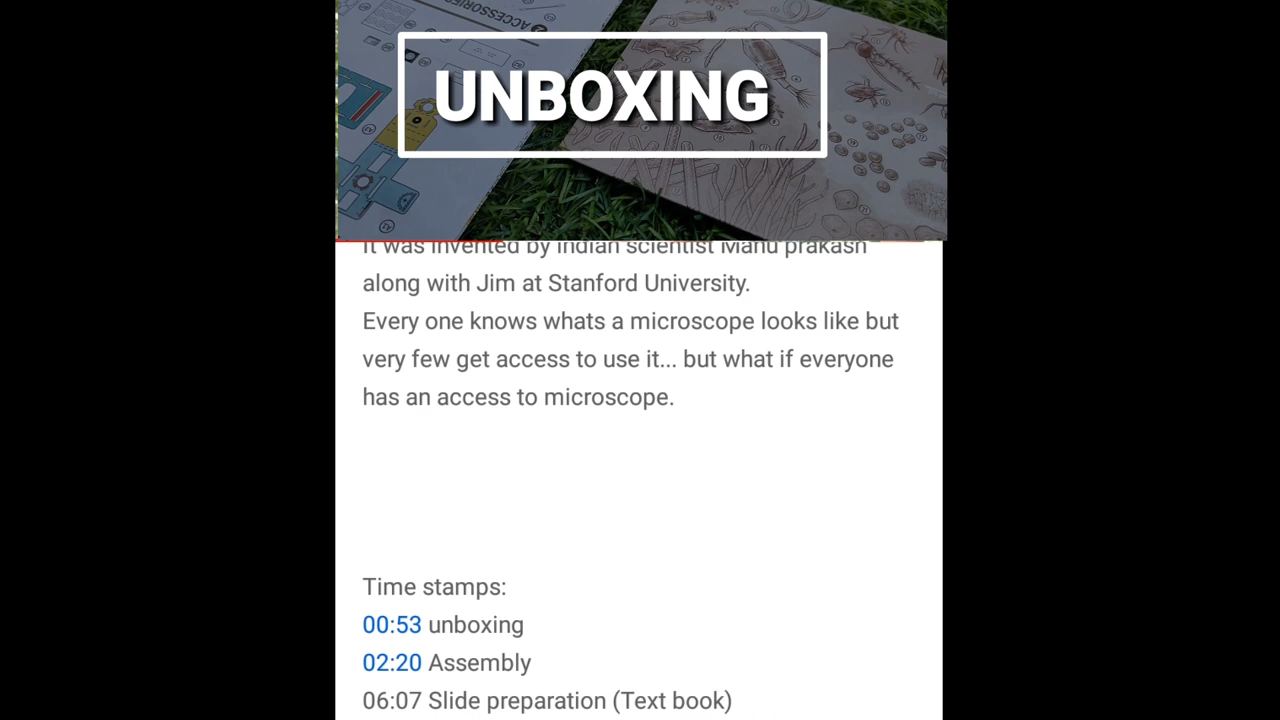 ACCESSORIES
UNBOXING
It was invented by Indian scientist Manu prakash
along with Jim at Stanford University.
Every one knows whats a microscope looks like but
very few get access to use it... but what if everyone
has an access to microscope.
Time stamps:
00:53 unboxing
02:20 Assembly
06:07 Slide preparation (Text book)